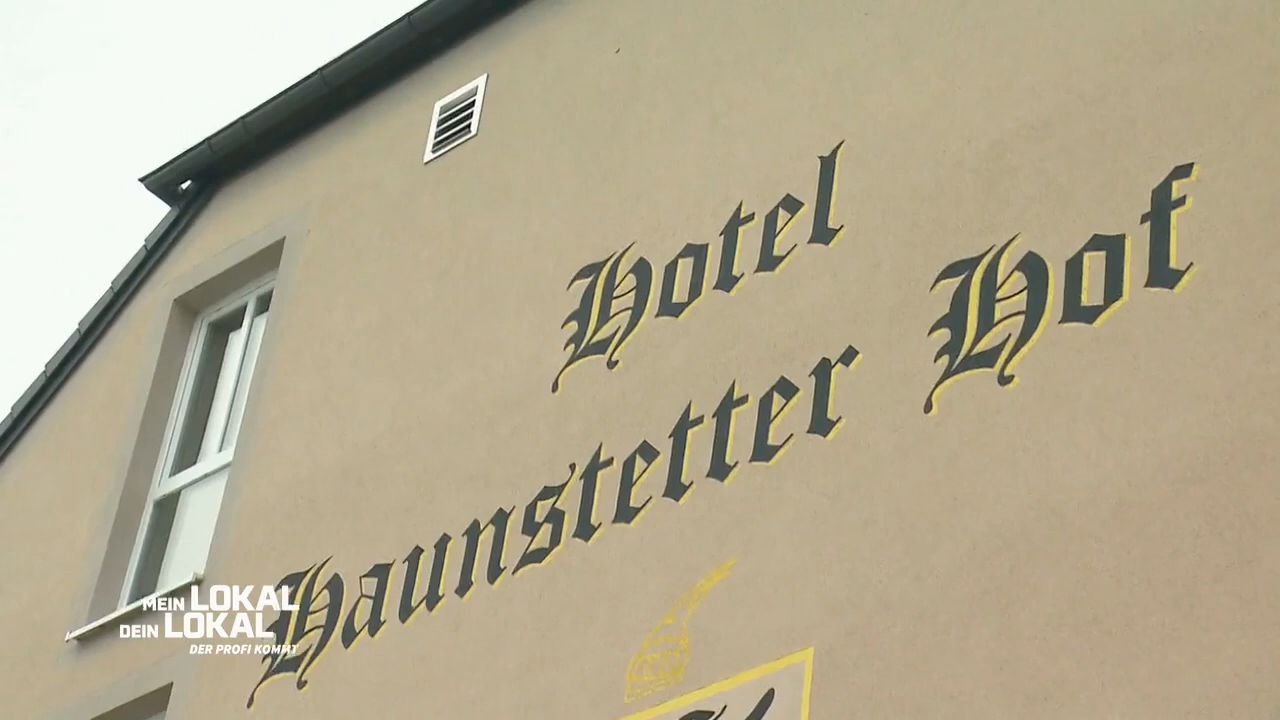 Hotel
Haunstetter Hof
MEIN LOKAL
DEIN LOKAL
DER PROFI KOMMT